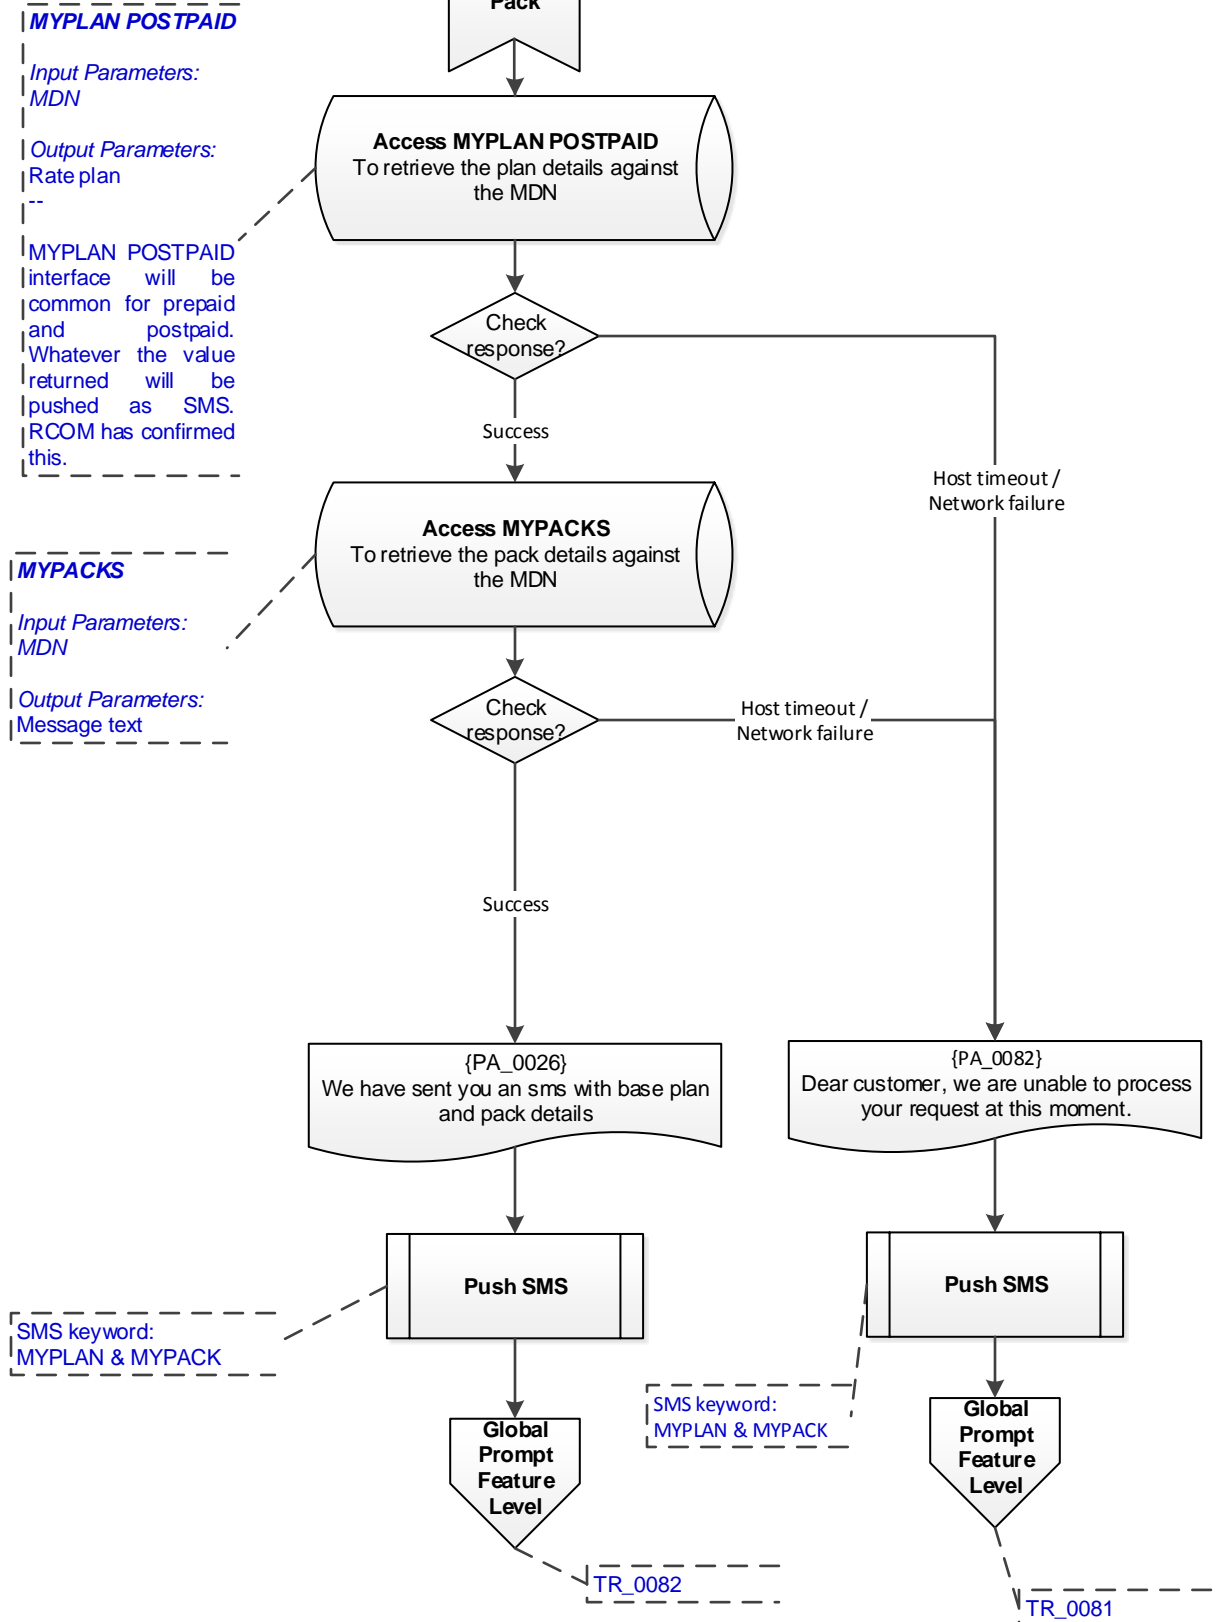 Pack
MYPLAN POSTPAID
Input Parameters:
MDN
Output Parameters:
Rate plan
--
MYPLAN POSTPAID
interface will be
common for prepaid
and postpaid.
Whatever the value
returned will be
pushed as SMS.
RCOM has confirmed
this.
Access MYPLAN POSTPAID
To retrieve the plan details against
the MDN
Check
response?
Success
Host timeout /
Network failure
Access MYPACKS
To retrieve the pack details against
the MDN
MYPACKS
Input Parameters:
MDN
Output Parameters:
Message text
Check
response?
Host timeout /
Network failure
Success
{PA_0026}
We have sent you an sms with base plan
and pack details
{PA_0082}
Dear customer, we are unable to process
your request at this moment.
Push SMS
Push SMS
SMS keyword:
MYPLAN & MYPACK
SMS keyword:
MYPLAN & MYPACK
Global
Prompt
Feature
Level
Global
Prompt
Feature
Level
TR_0082
TR_0081